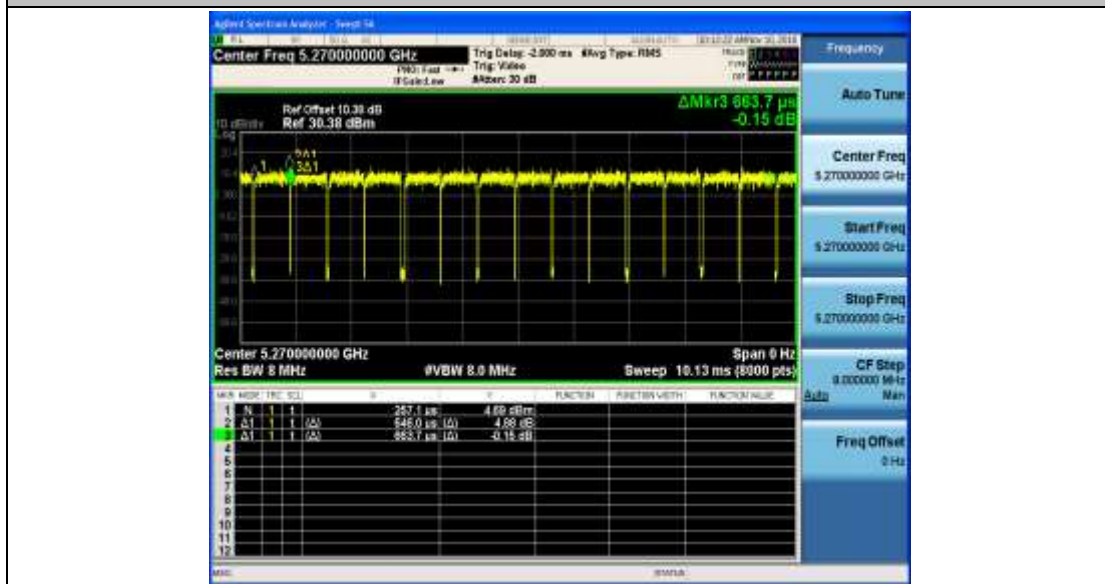 Agilent Spectrum Analyzer - Swept SA
Center Freq 5.270000000 GHz
PNO: Fast
IFGain:Low
Trig Delay: -2.000 ms
Trig: Video
#Atten: 30 dB
#Avg Type: RMS
Frequency
Auto Tune
ΔMkr3 663.7 µs
-0.15 dB
Ref Offset 10.38 dB
Ref 30.38 dBm
10 dB/div
Log
1
3Δ1
Center Freq
5.270000000 GHz
Start Freq
5.270000000 GHz
Stop Freq
5.270000000 GHz
Center 5.270000000 GHz
Span 0 Hz
Res BW 8 MHz
#VBW 8.0 MHz
Sweep 10.13 ms (8000 pts)
CF Step
8.000000 MHz
Auto Man
MKR MODE TRC SCL X Y FUNCTION FUNCTION WIDTH FUNCTION VALUE
1 N 1 t 257.1 µs 4.69 dBm
2 Δ1 1 t (Δ) 646.0 µs (Δ) 4.98 dB
3 Δ1 1 t (Δ) 663.7 µs (Δ) -0.15 dB
4
5
6
7
8
9
10
11
12
Freq Offset
0 Hz
MSG
STATUS